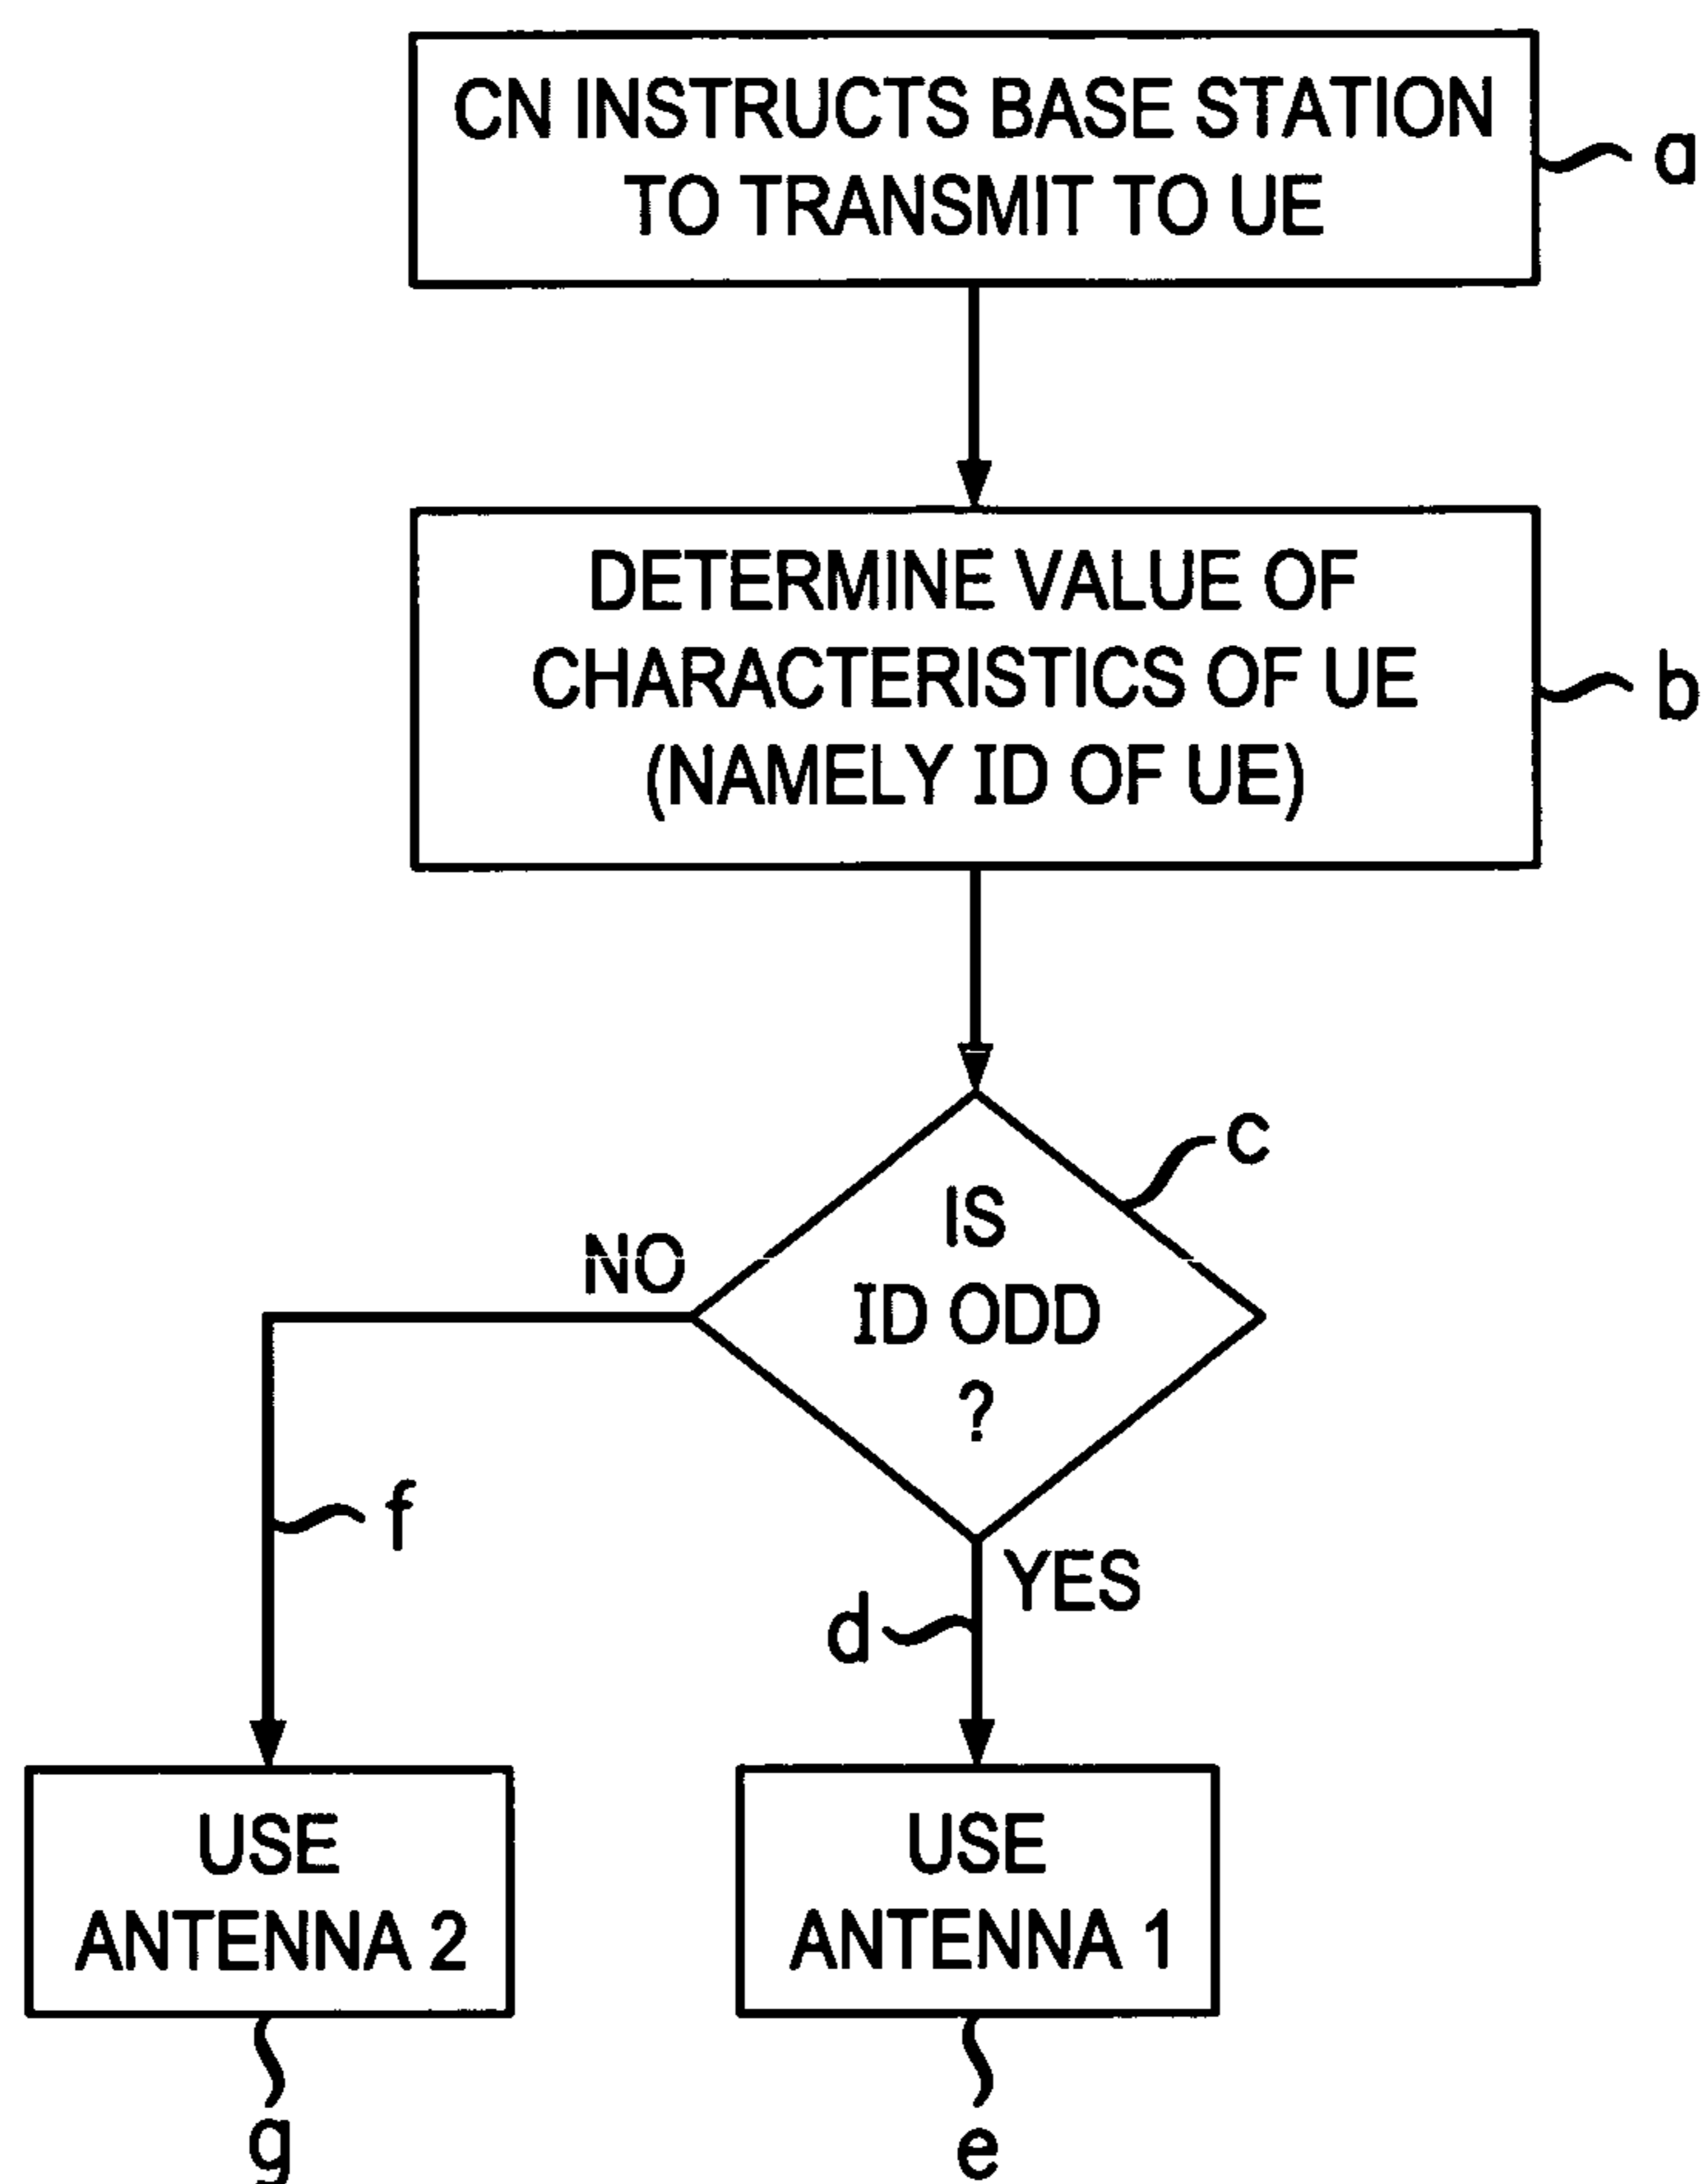 CN INSTRUCTS BASE STATION
TO TRANSMIT TO UE
a
DETERMINE VALUE OF
CHARACTERISTICS OF UE
(NAMELY ID OF UE)
b
c
IS
ID ODD
?
NO
YES
f
d
USE
ANTENNA 2
USE
ANTENNA 1
g
e